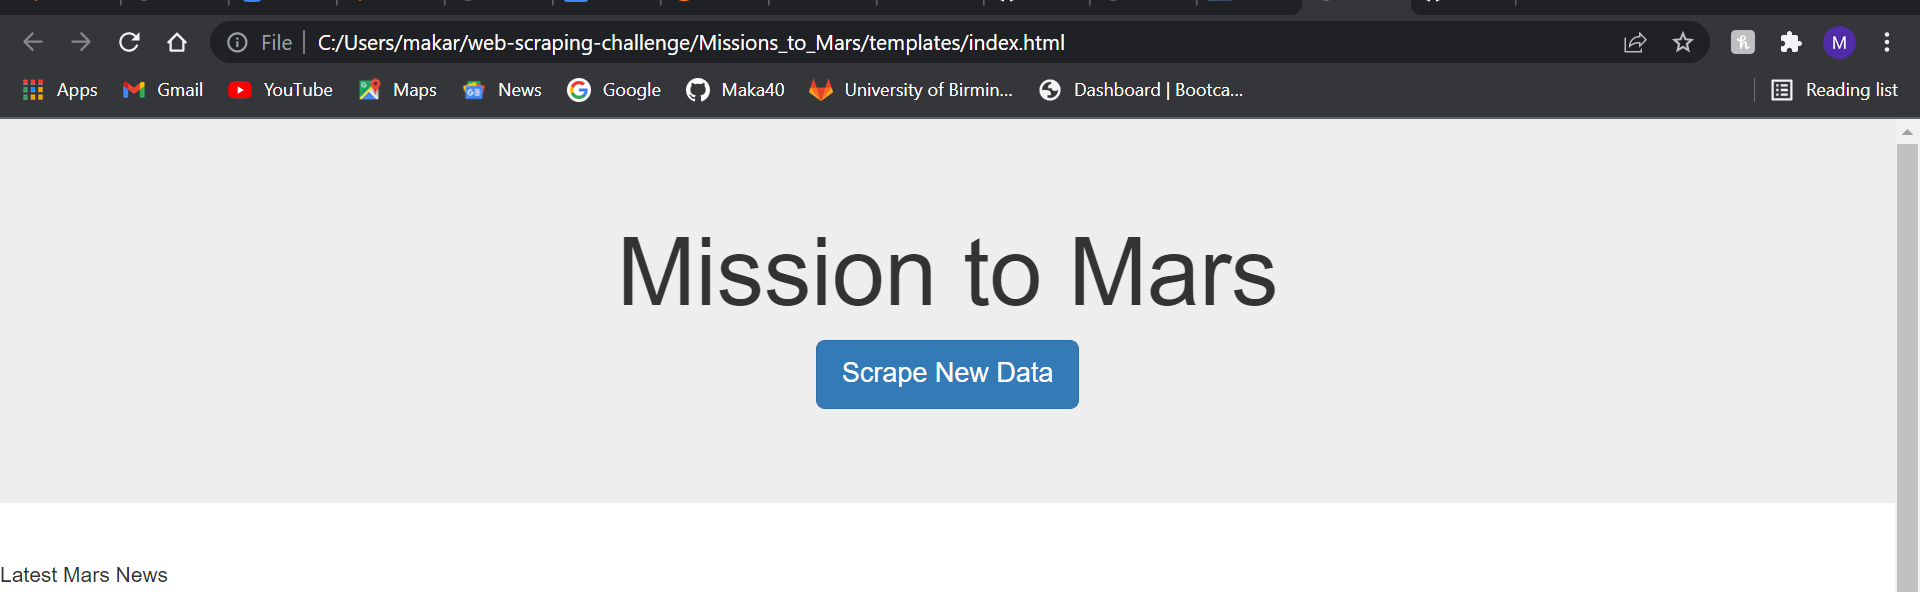 File C:/Users/makar/web-scraping-challenge/Missions_to_Mars/templates/index.html M
Apps Gmail YouTube Maps News Google Maka40 University of Birmin... Dashboard | Bootca... Reading list
Mission to Mars
Scrape New Data
Latest Mars News